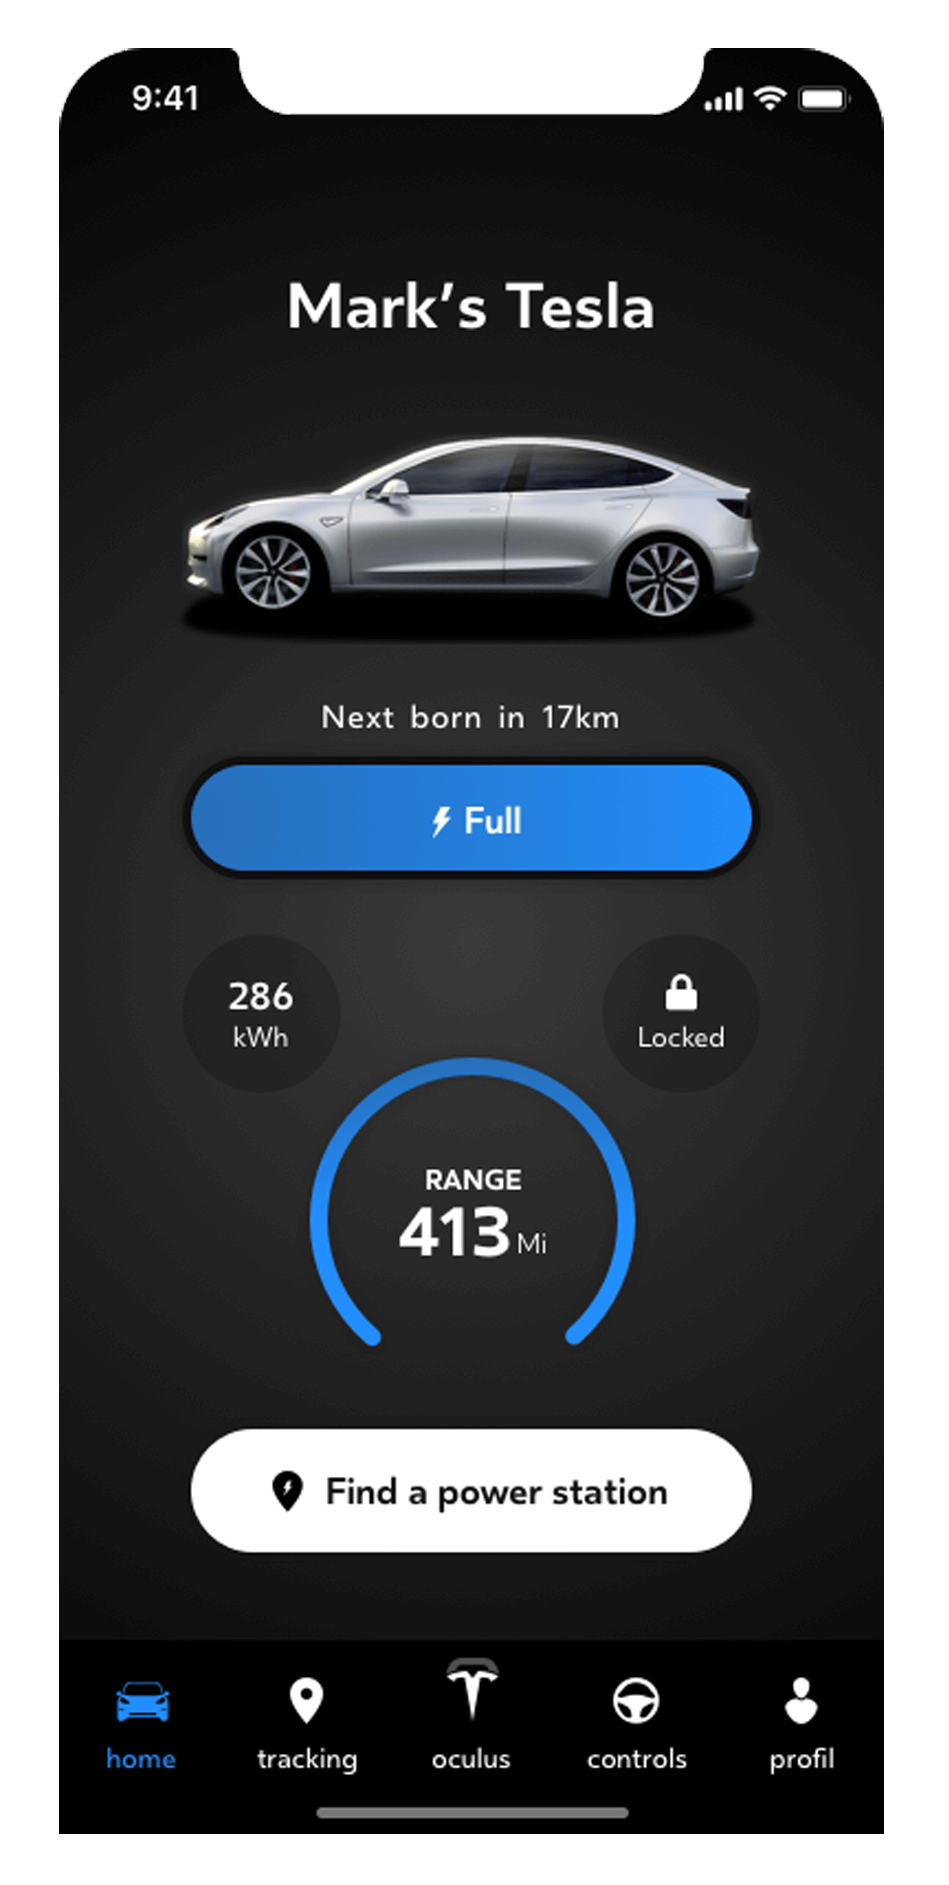 9:41
Mark's Tesla
Next born in 17km
Full
286
kWh
Locked
RANGE
413 Mi
Find a power station
home tracking oculus controls profil